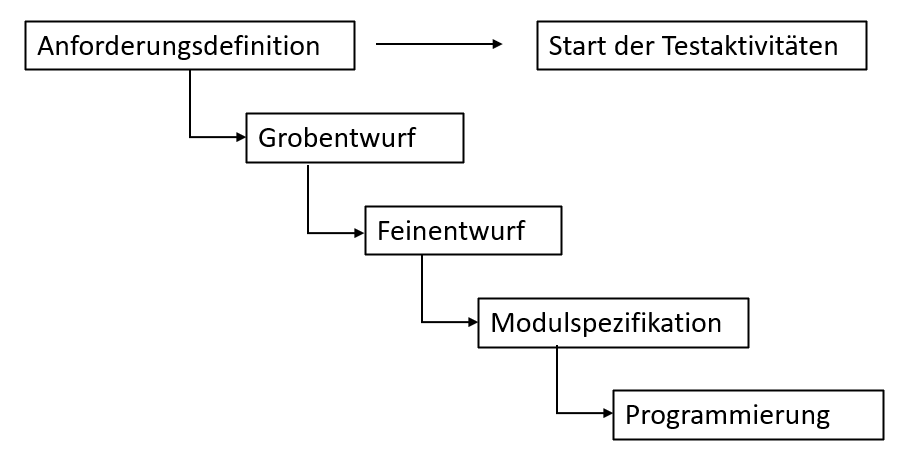 Anforderungsdefinition
Start der Testaktivitäten
Grobentwurf
Feinentwurf
Modulspezifikation
Programmierung